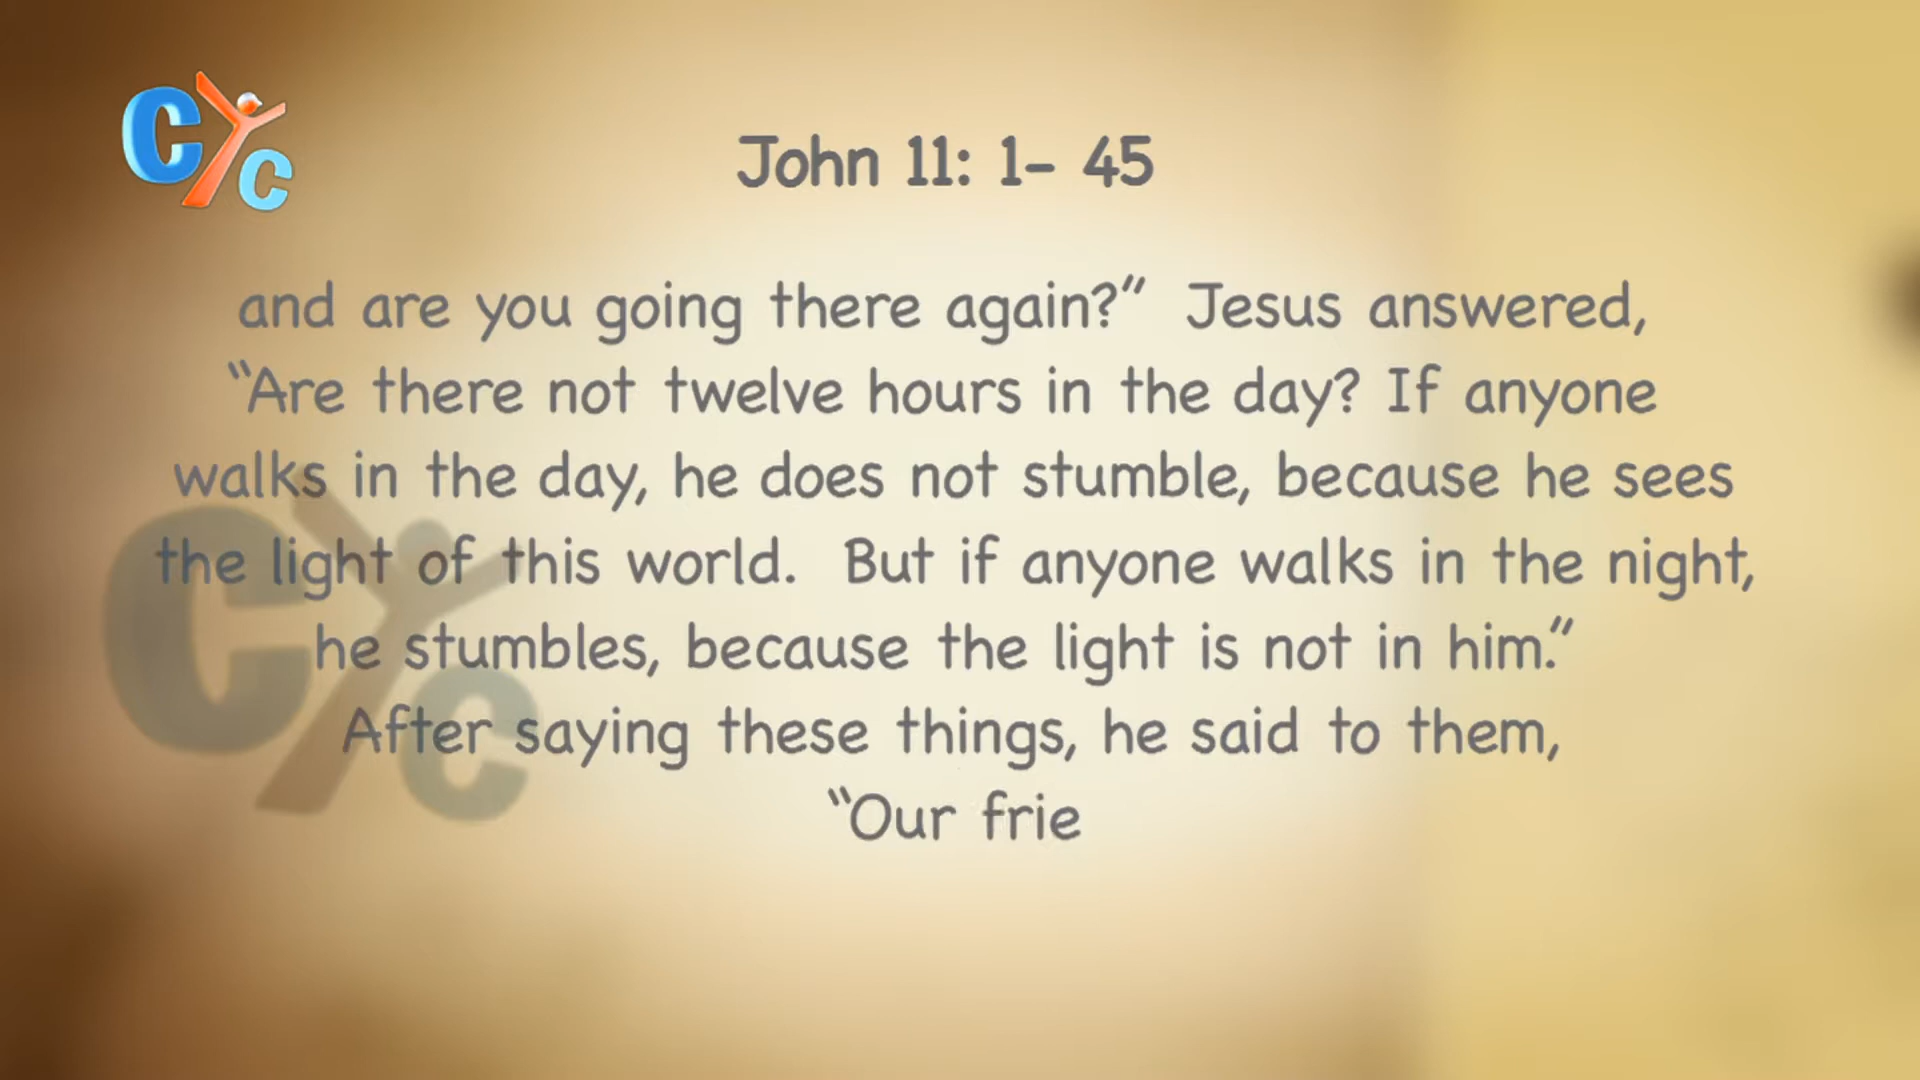 CYC
John 11: 1– 45
and are you going there again?” Jesus answered,
“Are there not twelve hours in the day? If anyone
walks in the day, he does not stumble, because he sees
the light of this world. But if anyone walks in the night,
he stumbles, because the light is not in him.”
After saying these things, he said to them,
“Our frie
CYC